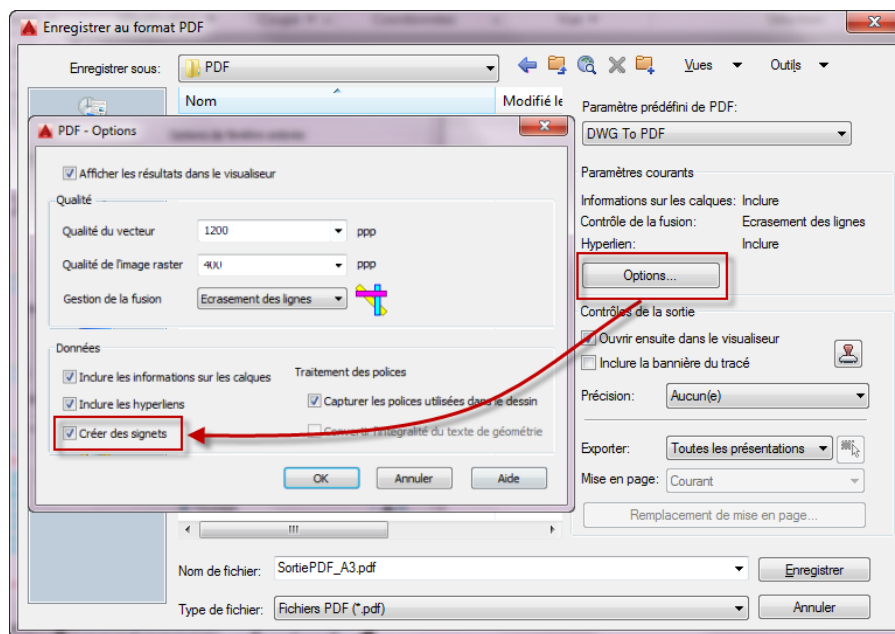 Enregistrer au format PDF
Enregistrer sous: PDF Vues Outils
Nom Modifié le
Paramètre prédéfini de PDF:
DWG To PDF
Paramètres courants
Informations sur les calques: Inclure
Contrôle de la fusion: Ecrasement des lignes
Hyperlien: Inclure
Options...
Contrôles de la sortie
Ouvrir ensuite dans le visualiseur
Inclure la bannière du tracé
Précision: Aucun(e)
Exporter: Toutes les présentations
Mise en page: Courant
Remplacement de mise en page...
PDF - Options
Afficher les résultats dans le visualiseur
Qualité
Qualité du vecteur 1200 ppp
Qualité de l'image raster 400 ppp
Gestion de la fusion Ecrasement des lignes
Données
Inclure les informations sur les calques
Inclure les hyperliens
Créer des signets
Traitement des polices
Capturer les polices utilisées dans le dessin
Convertir l'intégralité du texte de géométrie
OK Annuler Aide
Nom de fichier: SortiePDF_A3.pdf Enregistrer
Type de fichier: Fichiers PDF (*.pdf) Annuler